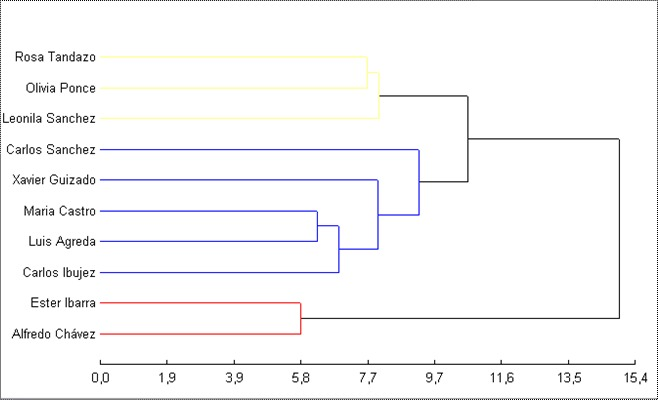 Rosa Tandazo
Olivia Ponce
Leonila Sanchez
Carlos Sanchez
Xavier Guizado
Maria Castro
Luis Agreda
Carlos Ibujez
Ester Ibarra
Alfredo Chávez
0,0 1,9 3,9 5,8 7,7 9,7 11,6 13,5 15,4